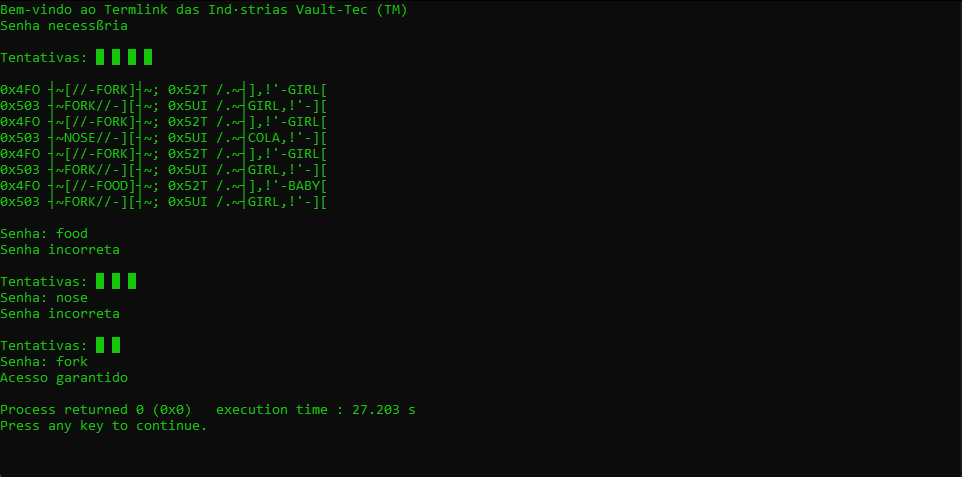 Bem-vindo ao Termlink das Ind·strias Vault-Tec (TM)
Senha necessßria
Tentativas: █ █ █ █
0x4FO ┤~[//-FORK]┤~; 0x52T /.~┤],!'-GIRL[
0x503 ┤~FORK//-][┤~; 0x5UI /.~┤GIRL,!'-][
0x4FO ┤~[//-FORK]┤~; 0x52T /.~┤],!'-GIRL[
0x503 ┤~NOSE//-][┤~; 0x5UI /.~┤COLA,!'-][
0x4FO ┤~[//-FORK]┤~; 0x52T /.~┤],!'-GIRL[
0x503 ┤~FORK//-][┤~; 0x5UI /.~┤GIRL,!'-][
0x4FO ┤~[//-FOOD]┤~; 0x52T /.~┤],!'-BABY[
0x503 ┤~FORK//-][┤~; 0x5UI /.~┤GIRL,!'-][
Senha: food
Senha incorreta
Tentativas: █ █ █
Senha: nose
Senha incorreta
Tentativas: █ █
Senha: fork
Acesso garantido
Process returned 0 (0x0)   execution time : 27.203 s
Press any key to continue.